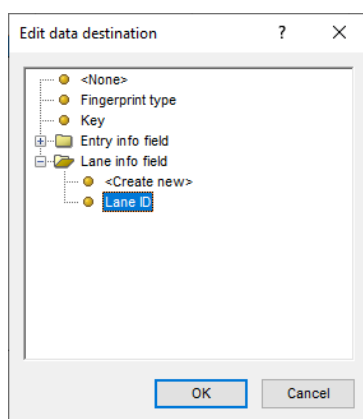 Edit data destination ?
<None>
Fingerprint type
Key
Entry info field
Lane info field
<Create new>
Lane ID
OK Cancel